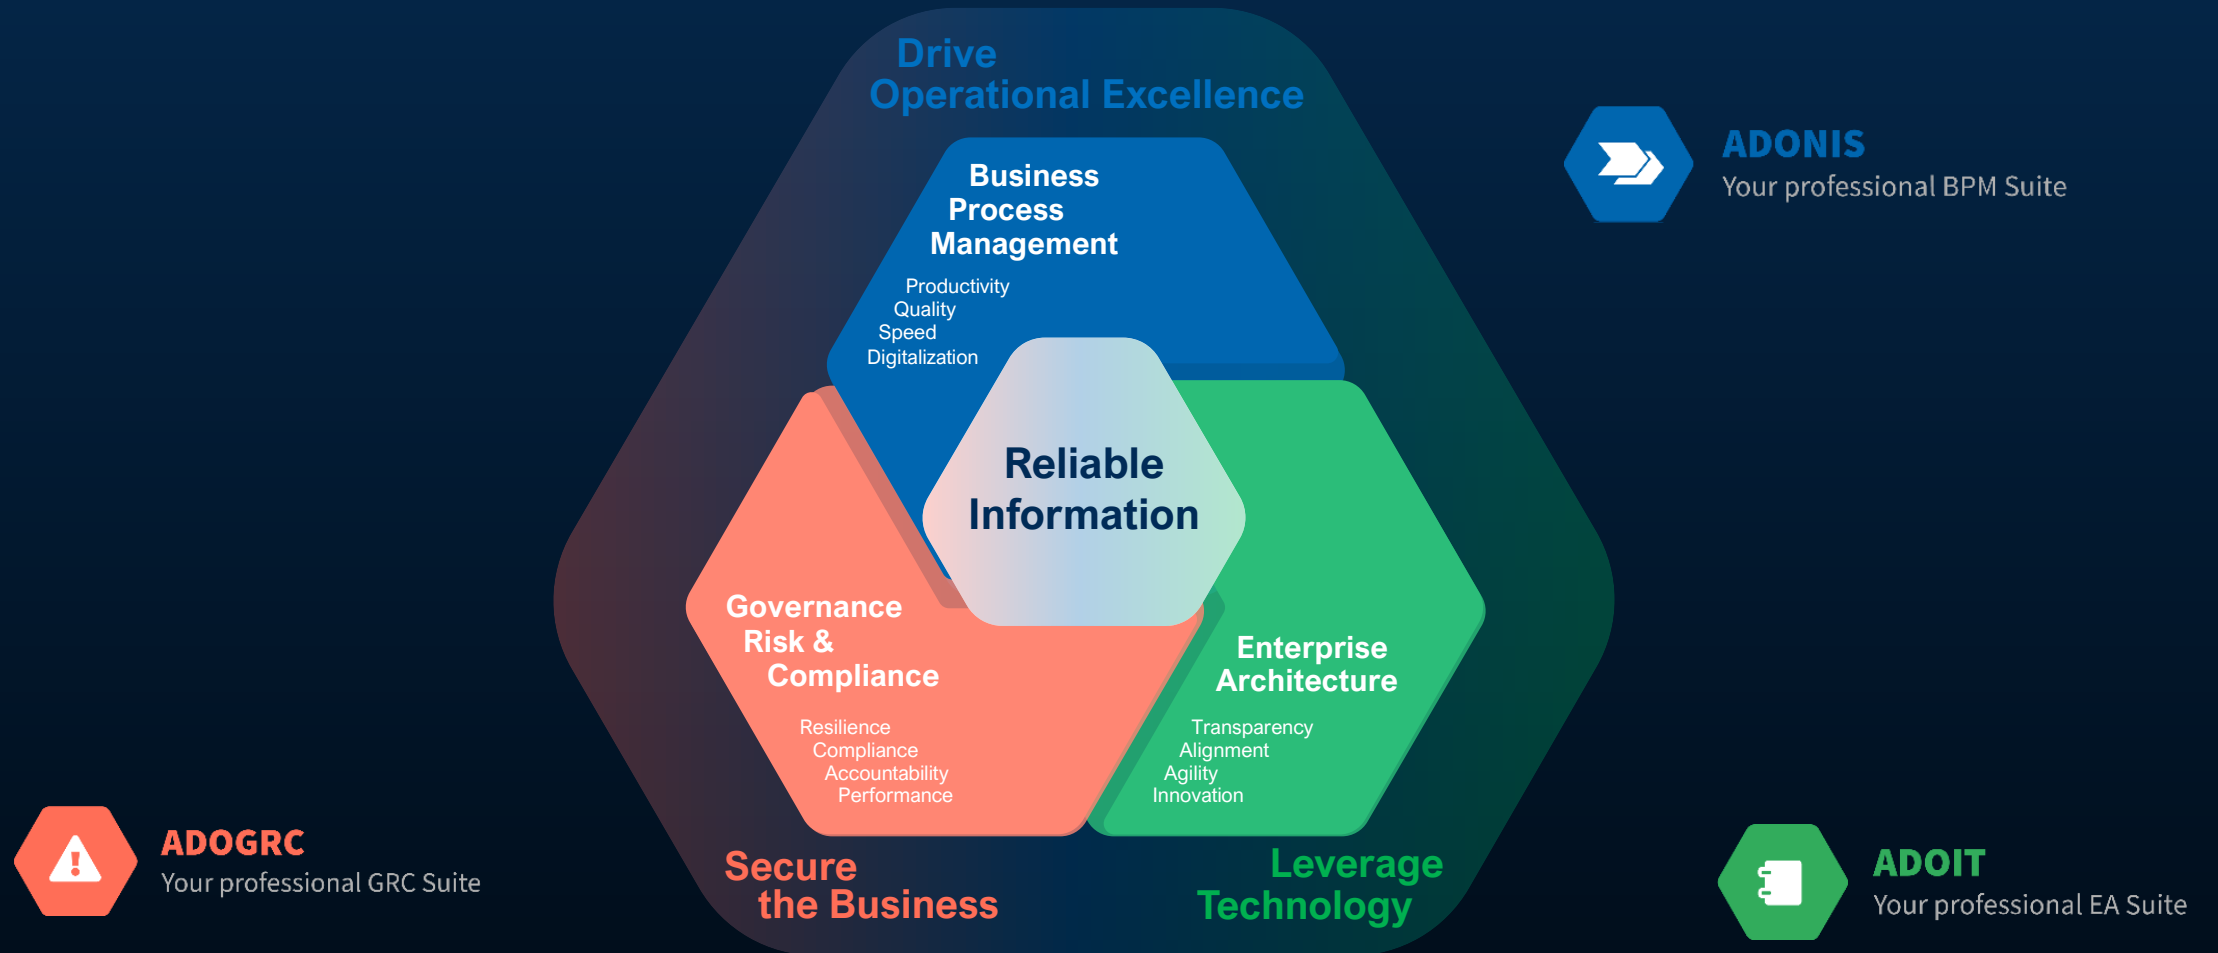 Drive
Operational Excellence
Business
Process
Management
Productivity
Quality
Speed
Digitalization
ADONIS
Your professional BPM Suite
Reliable
Information
Governance
Risk &
Compliance
Resilience
Compliance
Accountability
Performance
Enterprise
Architecture
Transparency
Alignment
Agility
Innovation
Secure
the Business
Leverage
Technology
ADOGRC
Your professional GRC Suite
ADOIT
Your professional EA Suite